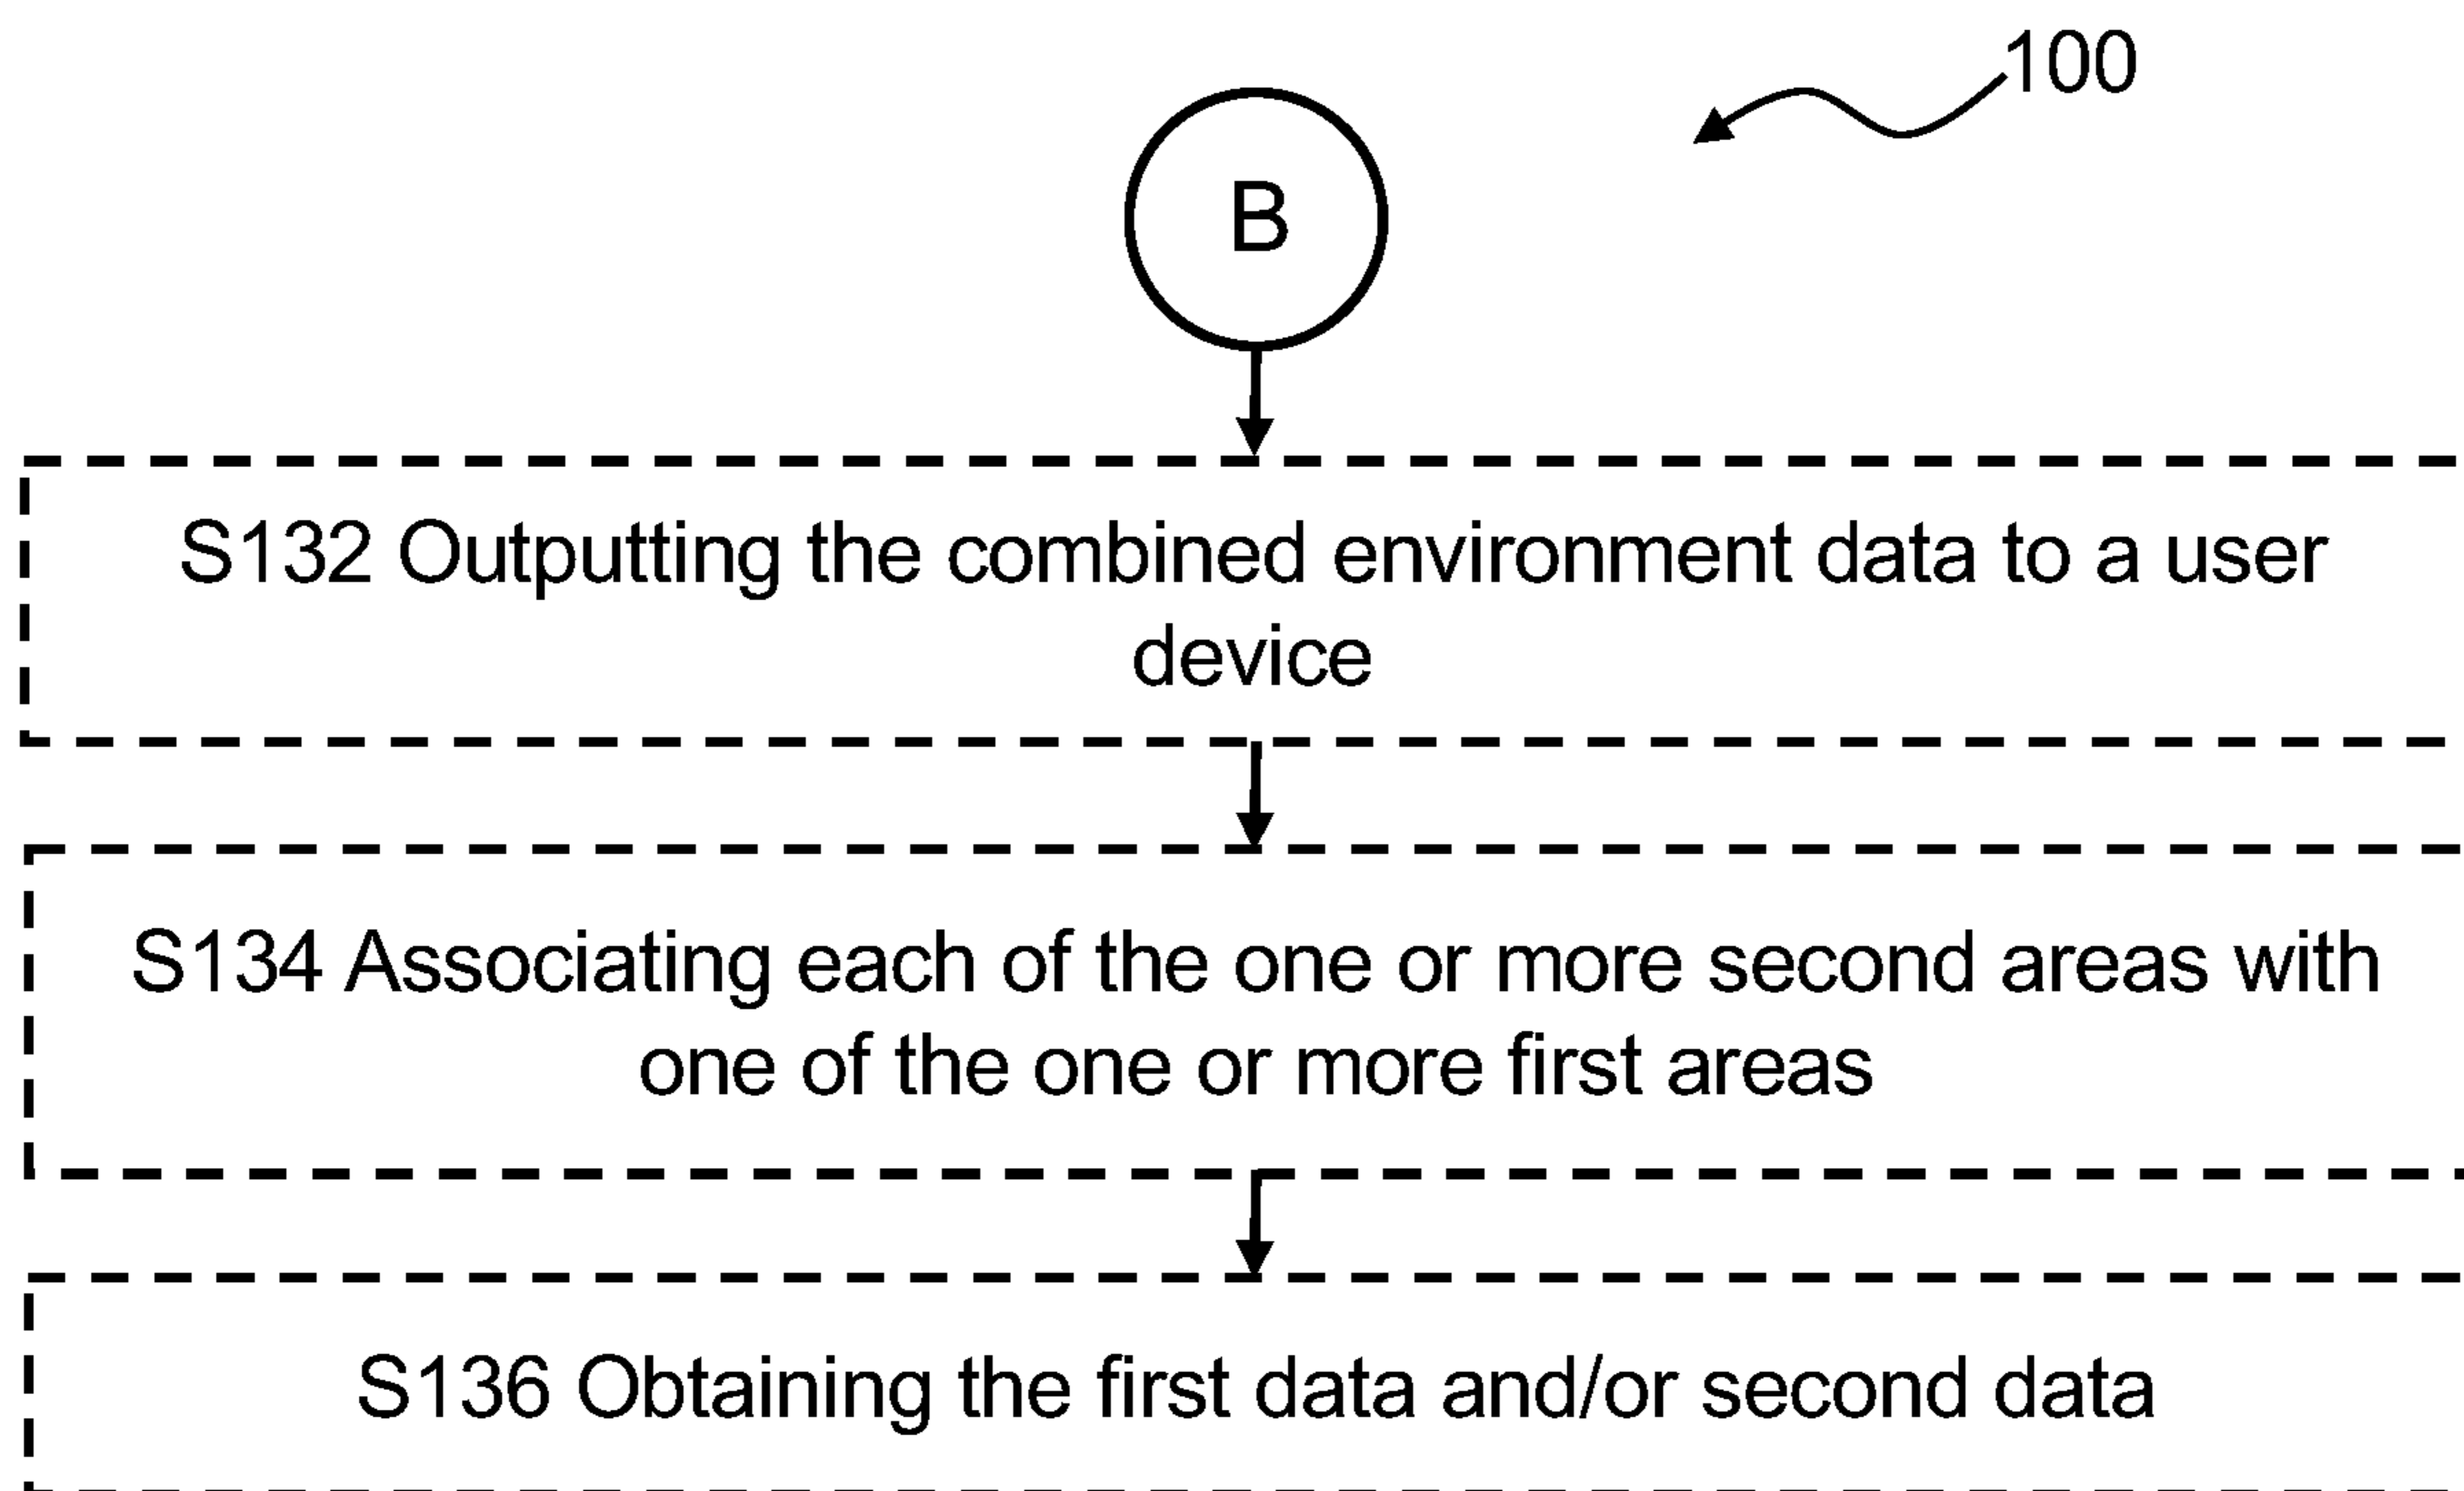 100
B
S132 Outputting the combined environment data to a user
device
S134 Associating each of the one or more second areas with
one of the one or more first areas
S136 Obtaining the first data and/or second data